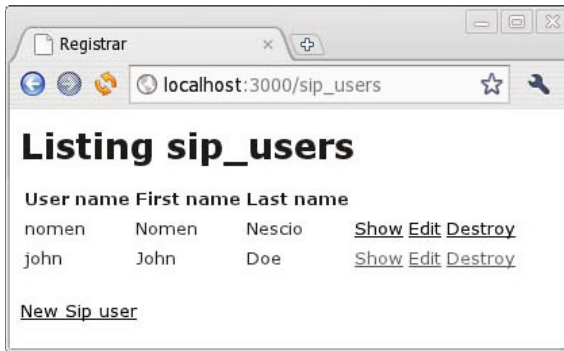 Registrar
localhost:3000/sip_users
Listing sip_users
User name First name Last name
nomen Nomen Nescio Show Edit Destroy
john John Doe Show Edit Destroy
New Sip user